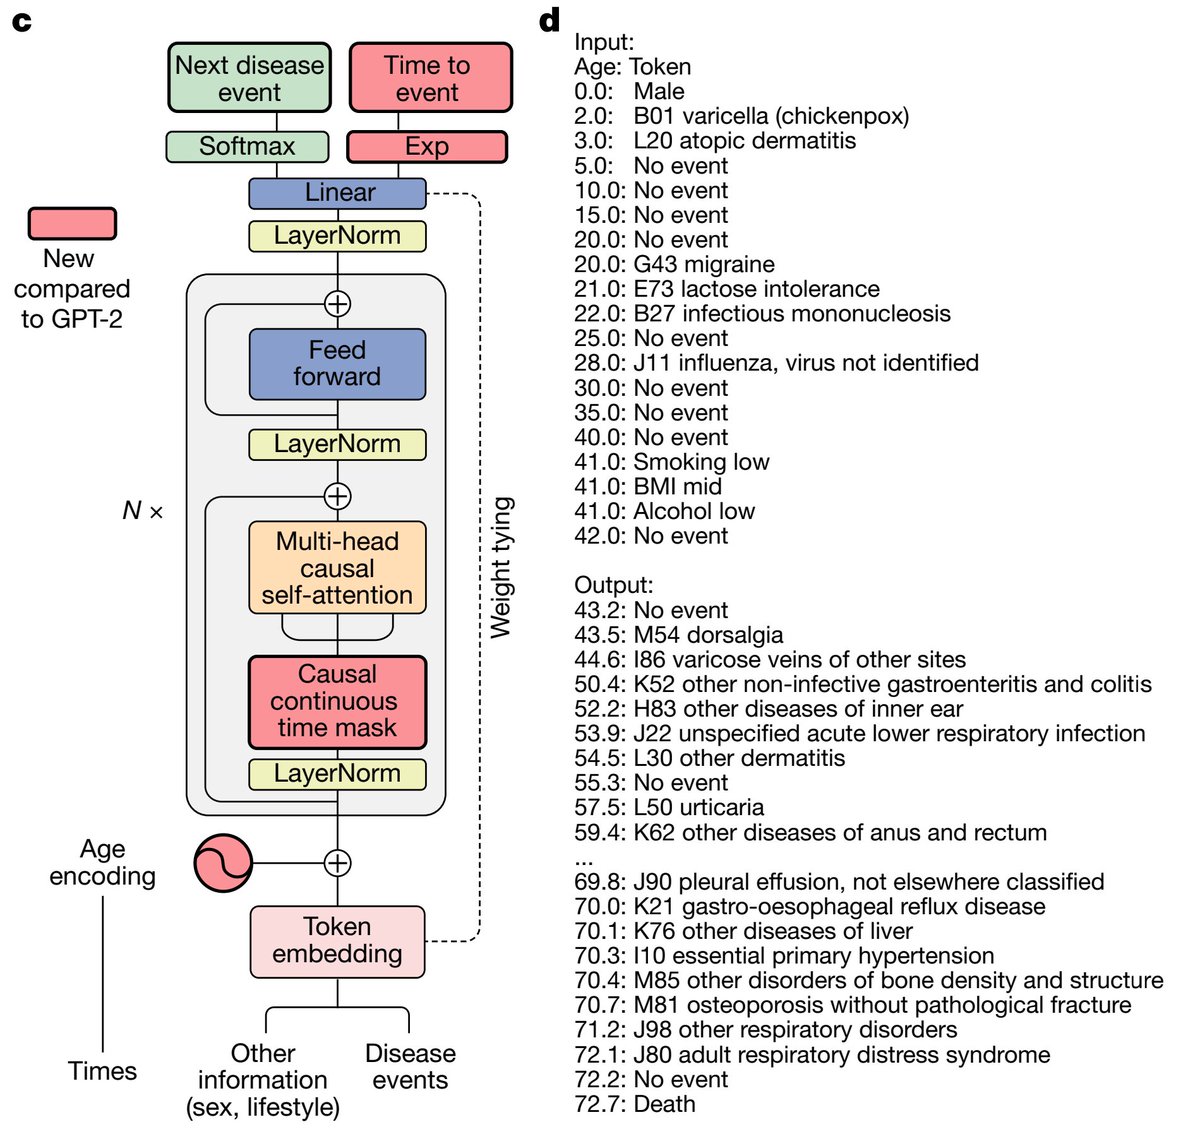 c
Next disease
event
Time to
event
Softmax
Exp
Linear
LayerNorm
New
compared
to GPT-2
Feed
forward
LayerNorm
N ×
Multi-head
causal
self-attention
Weight tying
Causal
continuous
time mask
LayerNorm
Age
encoding
Token
embedding
Times
Other
information
(sex, lifestyle)
Disease
events
d
Input:
Age: Token
0.0: Male
2.0: B01 varicella (chickenpox)
3.0: L20 atopic dermatitis
5.0: No event
10.0: No event
15.0: No event
20.0: No event
20.0: G43 migraine
21.0: E73 lactose intolerance
22.0: B27 infectious mononucleosis
25.0: No event
28.0: J11 influenza, virus not identified
30.0: No event
35.0: No event
40.0: No event
41.0: Smoking low
41.0: BMI mid
41.0: Alcohol low
42.0: No event
Output:
43.2: No event
43.5: M54 dorsalgia
44.6: I86 varicose veins of other sites
50.4: K52 other non-infective gastroenteritis and colitis
52.2: H83 other diseases of inner ear
53.9: J22 unspecified acute lower respiratory infection
54.5: L30 other dermatitis
55.3: No event
57.5: L50 urticaria
59.4: K62 other diseases of anus and rectum
...
69.8: J90 pleural effusion, not elsewhere classified
70.0: K21 gastro-oesophageal reflux disease
70.1: K76 other diseases of liver
70.3: I10 essential primary hypertension
70.4: M85 other disorders of bone density and structure
70.7: M81 osteoporosis without pathological fracture
71.2: J98 other respiratory disorders
72.1: J80 adult respiratory distress syndrome
72.2: No event
72.7: Death